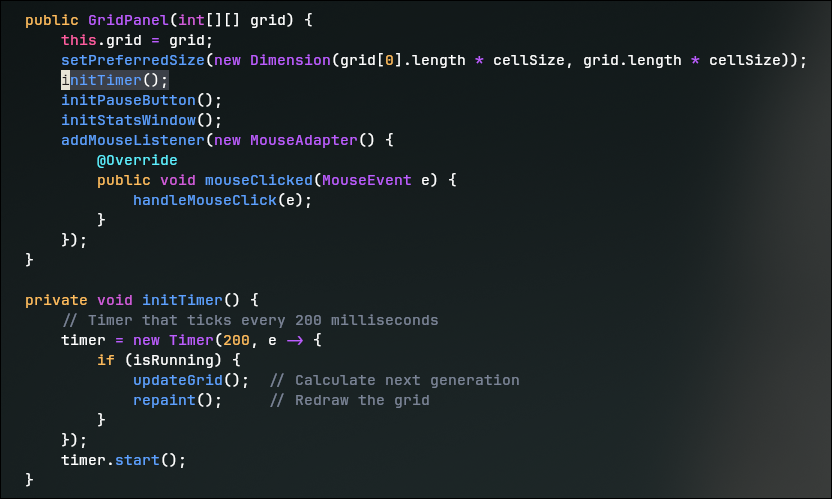 public GridPanel(int[][] grid) {
    this.grid = grid;
    setPreferredSize(new Dimension(grid[0].length * cellSize, grid.length * cellSize));
    initTimer();
    initPauseButton();
    initStatsWindow();
    addMouseListener(new MouseAdapter() {
        @Override
        public void mouseClicked(MouseEvent e) {
            handleMouseClick(e);
        }
    });
}

private void initTimer() {
    // Timer that ticks every 200 milliseconds
    timer = new Timer(200, e -> {
        if (isRunning) {
            updateGrid();  // Calculate next generation
            repaint();     // Redraw the grid
        }
    });
    timer.start();
}